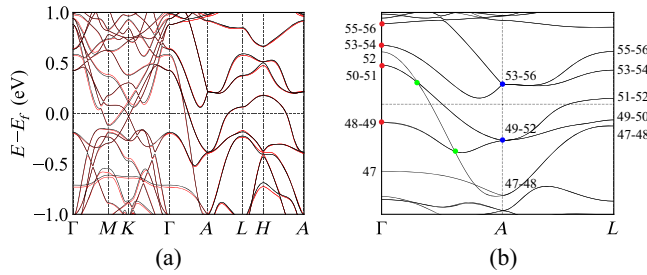 (a)
(b)
E−E_f (eV)
1.0
0.5
0.0
−0.5
−1.0
Γ M K Γ A L H A
55-56
53-54
52
50-51
48-49
47
53-56
49-52
47-48
55-56
53-54
51-52
49-50
47-48
Γ A L
(a)
(b)